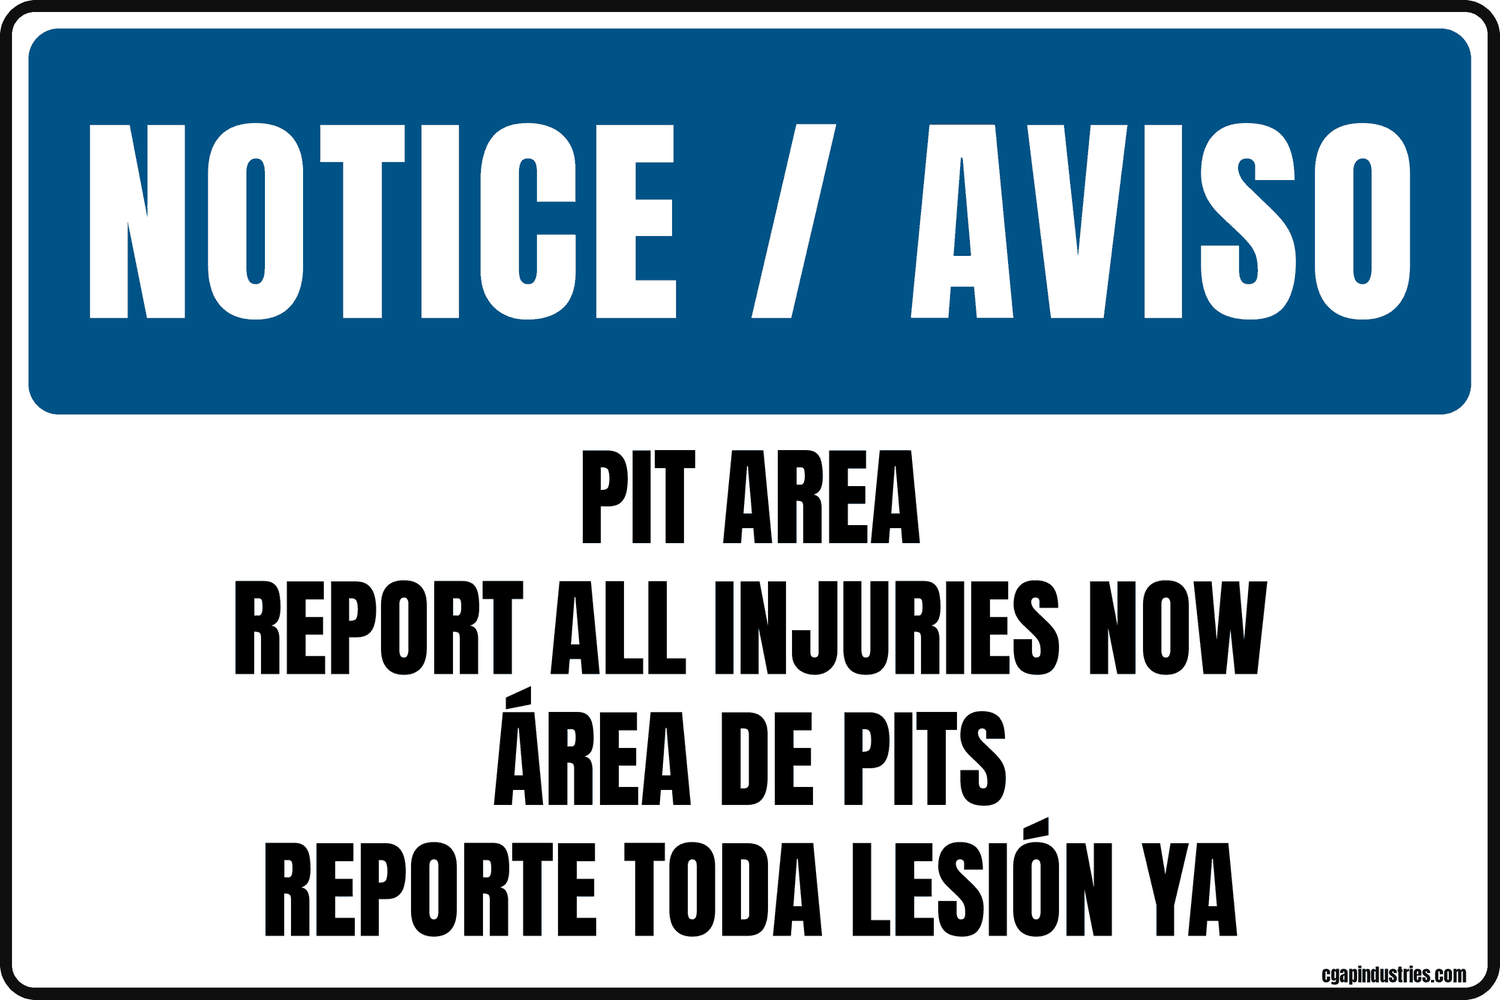 NOTICE / AVISO
PIT AREA
REPORT ALL INJURIES NOW
ÁREA DE PITS
REPORTE TODA LESIÓN YA
cgapindustries.com